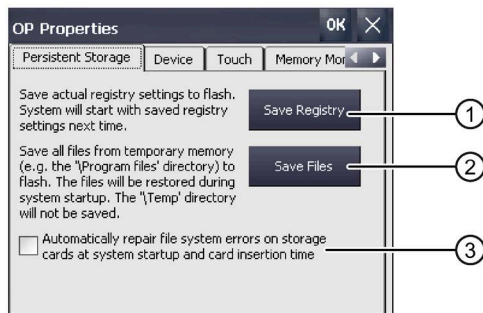 OP Properties OK
Persistent Storage Device Touch Memory Mor
Save actual registry settings to flash.
System will start with saved registry
settings next time.
Save Registry
1
Save all files from temporary memory
(e.g. the '\Program files' directory) to
flash. The files will be restored during
system startup. The '\Temp' directory
will not be saved.
Save Files
2
Automatically repair file system errors on storage
cards at system startup and card insertion time
3